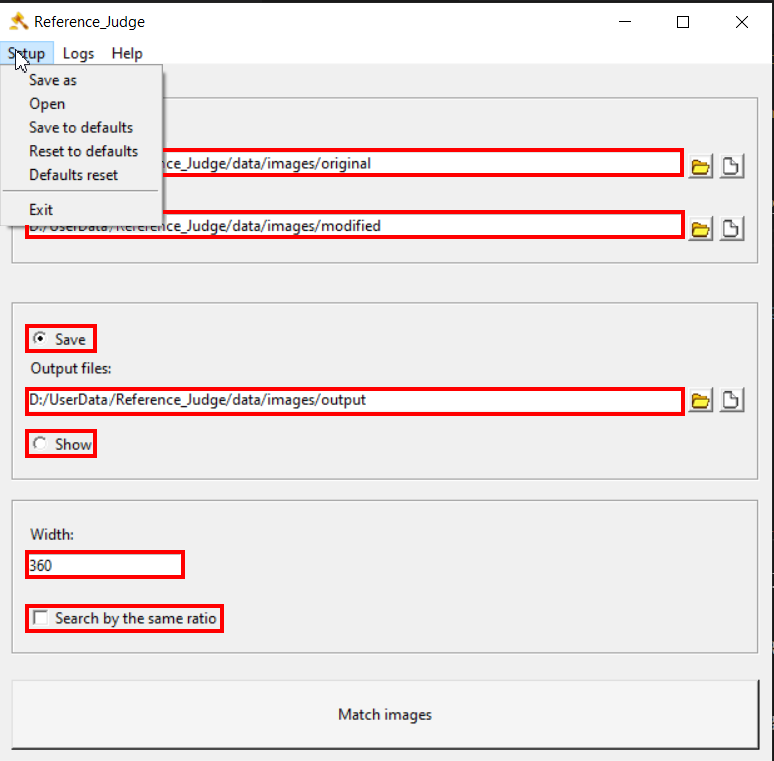 Reference_Judge
Setup Logs Help
Save as
Open
Save to defaults
Reset to defaults
Defaults reset
Exit
nce_Judge/data/images/original
D:/UserData/Reference_Judge/data/images/modified
Save
Output files:
D:/UserData/Reference_Judge/data/images/output
Show
Width:
360
Search by the same ratio
Match images